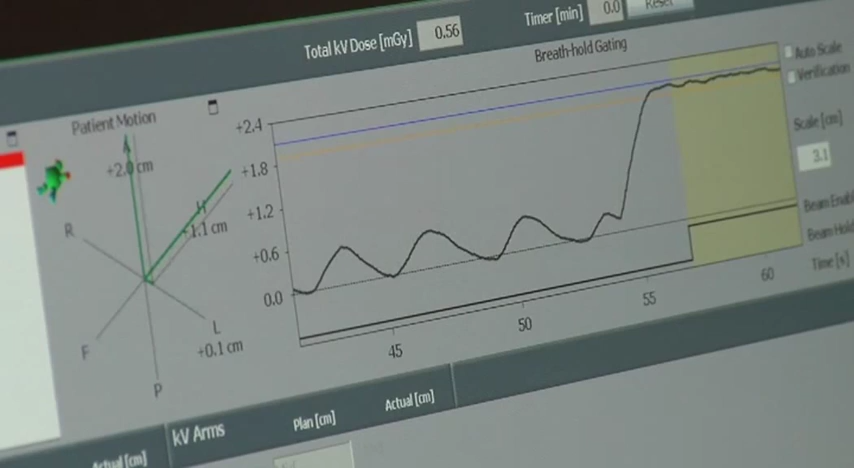 Total kV Dose [mGy] 0.56 Timer [min] 0.0 Reset
Patient Motion
Breath-hold Gating
Auto Scale
Verification
Scale [cm]
3.1
Beam Enabl
Beam Hold
Time [s]
+2.4
+1.8
+1.2
+0.6
0.0
45 50 55 60
A
+2.0 cm
H
+1.1 cm
R
L
+0.1 cm
F
P
Actual [cm]
kV Arms Plan [cm] Actual [cm]